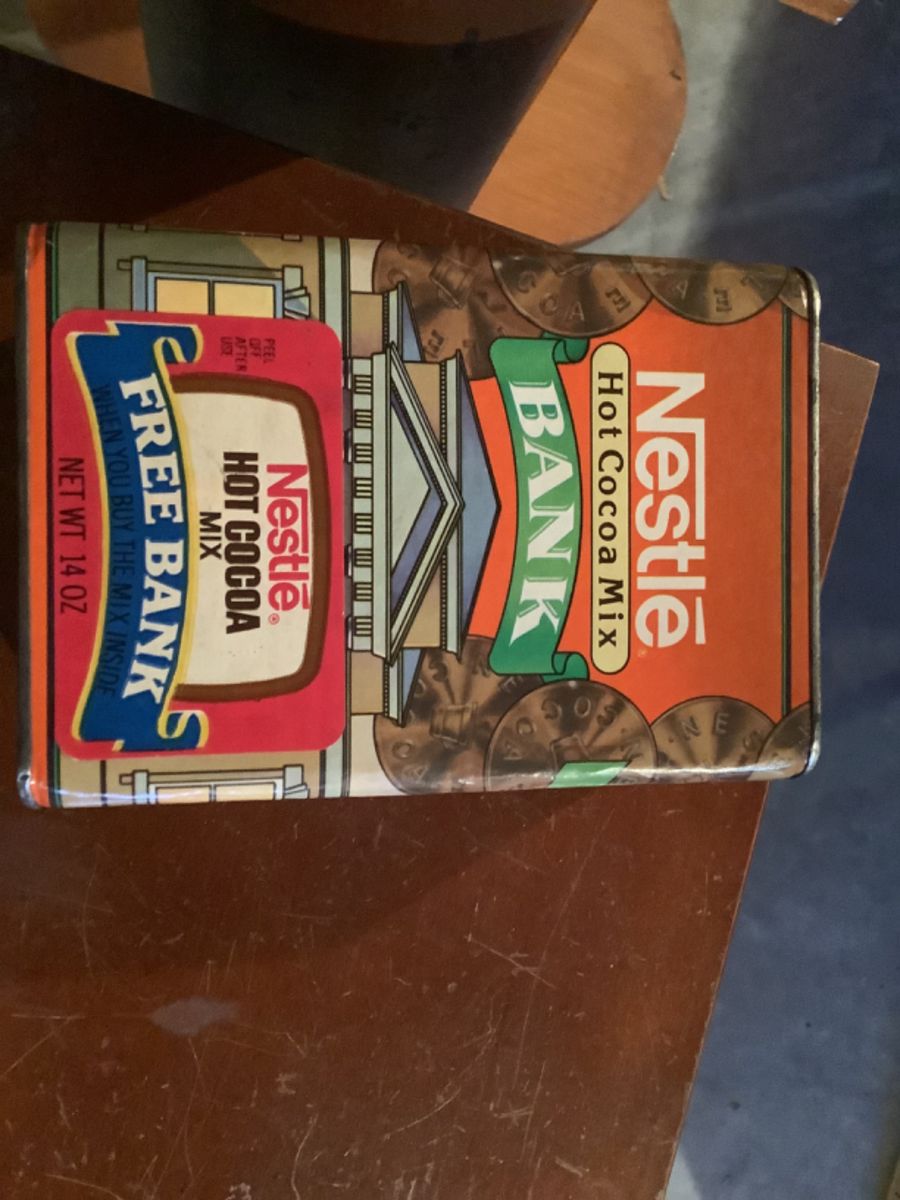 Nestlé®
Hot Cocoa Mix
BANK
PEEL
OFF
AFTER
USE
Nestlé®
HOT COCOA
MIX
FREE BANK
WHEN YOU BUY THE MIX INSIDE
NET WT 14 OZ